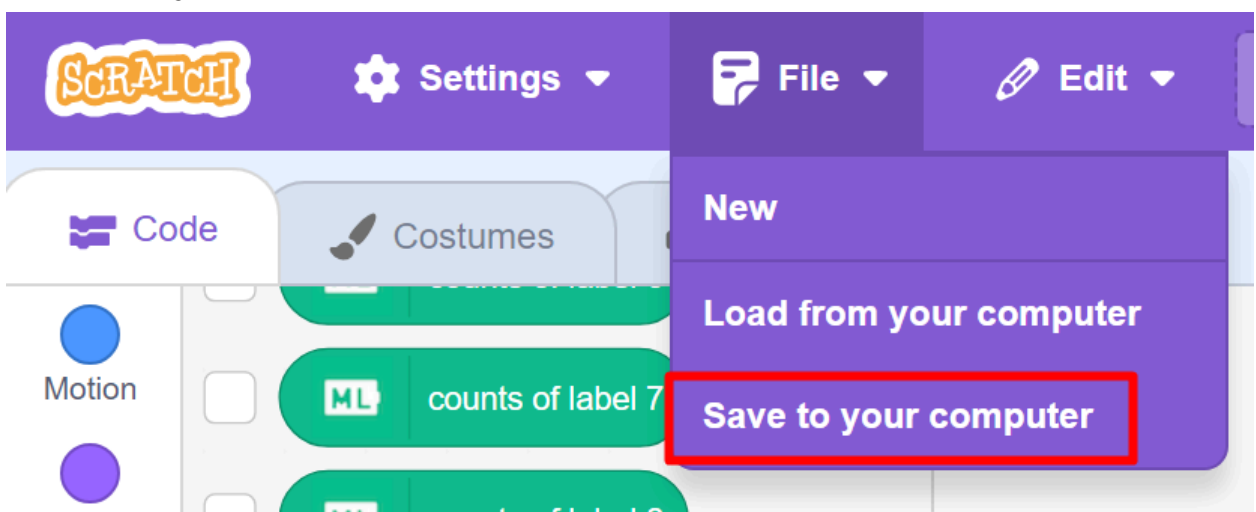 SCRATCH
Settings
File
Edit
New
Load from your computer
Save to your computer
Code
Costumes
Motion
ML
counts of label 7